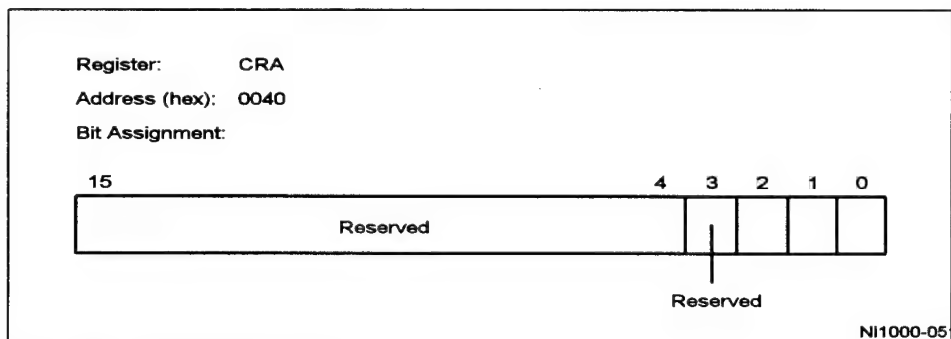 Register: CRA
Address (hex): 0040
Bit Assignment:
15 4 3 2 1 0
Reserved
Reserved
NI1000-05